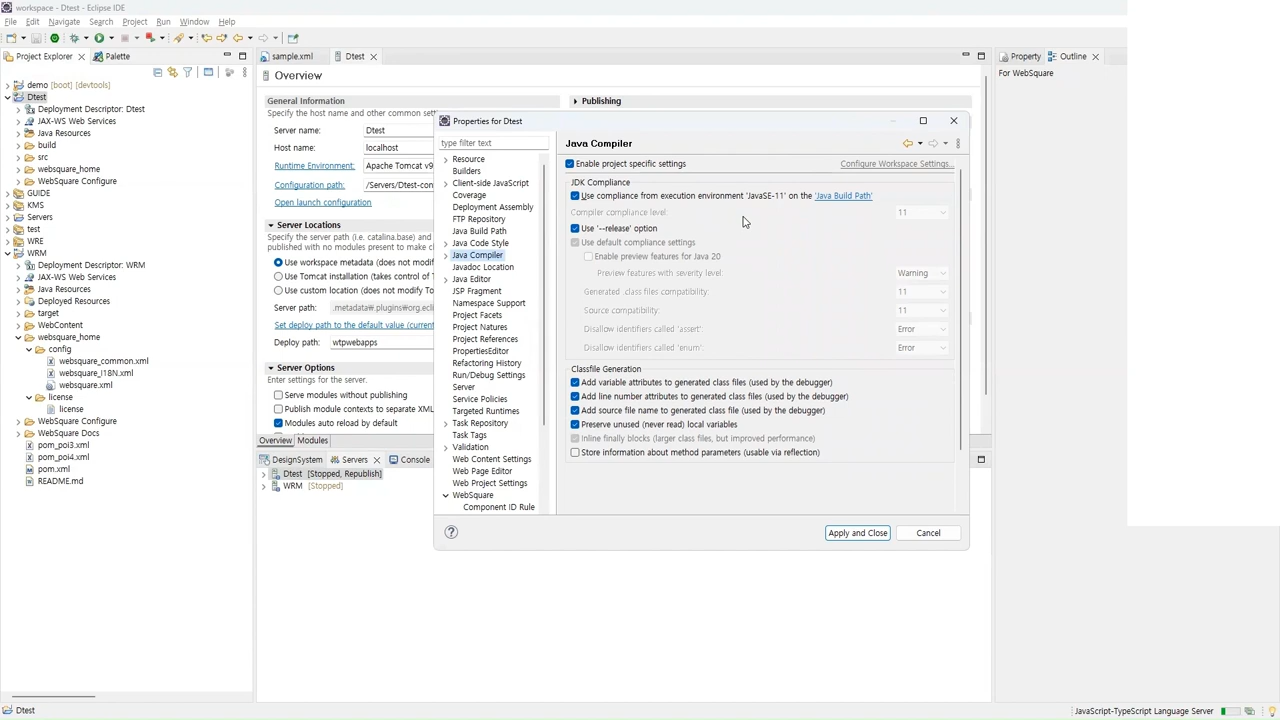 workspace - Dtest - Eclipse IDE
File Edit Navigate Search Project Run Window Help
Project Explorer
Palette
demo [boot] [devtools]
Dtest
Deployment Descriptor: Dtest
JAX-WS Web Services
Java Resources
build
src
websquare_home
WebSquare Configure
GUIDE
KMS
Servers
test
WRE
WRM
Deployment Descriptor: WRM
JAX-WS Web Services
Java Resources
Deployed Resources
target
WebContent
websquare_home
config
websquare_common.xml
websquare_I18N.xml
websquare.xml
license
license
WebSquare Configure
WebSquare Docs
pom_poi3.xml
pom_poi4.xml
pom.xml
README.md
sample.xml
Dtest
Overview
General Information
Specify the host name and other common set
Server name: Dtest
Host name: localhost
Runtime Environment: Apache Tomcat v9
Configuration path: /Servers/Dtest-con
Open launch configuration
Server Locations
Specify the server path (i.e. catalina.base) and
published with no modules present to make c
Use workspace metadata (does not modif
Use Tomcat installation (takes control of T
Use custom location (does not modify To
Server path: .metadata\.plugins\org.ecli
Set deploy path to the default value (current
Deploy path: wtpwebapps
Server Options
Enter settings for the server.
Serve modules without publishing
Publish module contexts to separate XML
Modules auto reload by default
Overview Modules
DesignSystem Servers Console
Dtest [Stopped, Republish]
WRM [Stopped]
Publishing
Properties for Dtest
type filter text
Resource
Builders
Client-side JavaScript
Coverage
Deployment Assembly
FTP Repository
Java Build Path
Java Code Style
Java Compiler
Javadoc Location
Java Editor
JSP Fragment
Namespace Support
Project Facets
Project Natures
Project References
PropertiesEditor
Refactoring History
Run/Debug Settings
Server
Service Policies
Targeted Runtimes
Task Repository
Task Tags
Validation
Web Content Settings
Web Page Editor
Web Project Settings
WebSquare
Component ID Rule
Java Compiler
Enable project specific settings
Configure Workspace Settings...
JDK Compliance
Use compliance from execution environment 'JavaSE-11' on the 'Java Build Path'
Compiler compliance level: 11
Use '--release' option
Use default compliance settings
Enable preview features for Java 20
Preview features with severity level: Warning
Generated .class files compatibility: 11
Source compatibility: 11
Disallow identifiers called 'assert': Error
Disallow identifiers called 'enum': Error
Classfile Generation
Add variable attributes to generated class files (used by the debugger)
Add line number attributes to generated class files (used by the debugger)
Add source file name to generated class file (used by the debugger)
Preserve unused (never read) local variables
Inline finally blocks (larger class files, but improved performance)
Store information about method parameters (usable via reflection)
Apply and Close
Cancel
Property
Outline
For WebSquare
Dtest
JavaScript-TypeScript Language Server